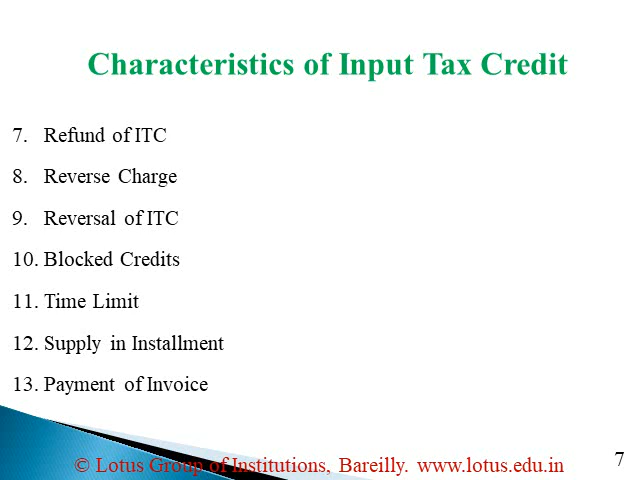 Characteristics of Input Tax Credit
7. Refund of ITC
8. Reverse Charge
9. Reversal of ITC
10. Blocked Credits
11. Time Limit
12. Supply in Installment
13. Payment of Invoice
© Lotus Group of Institutions, Bareilly. www.lotus.edu.in
7